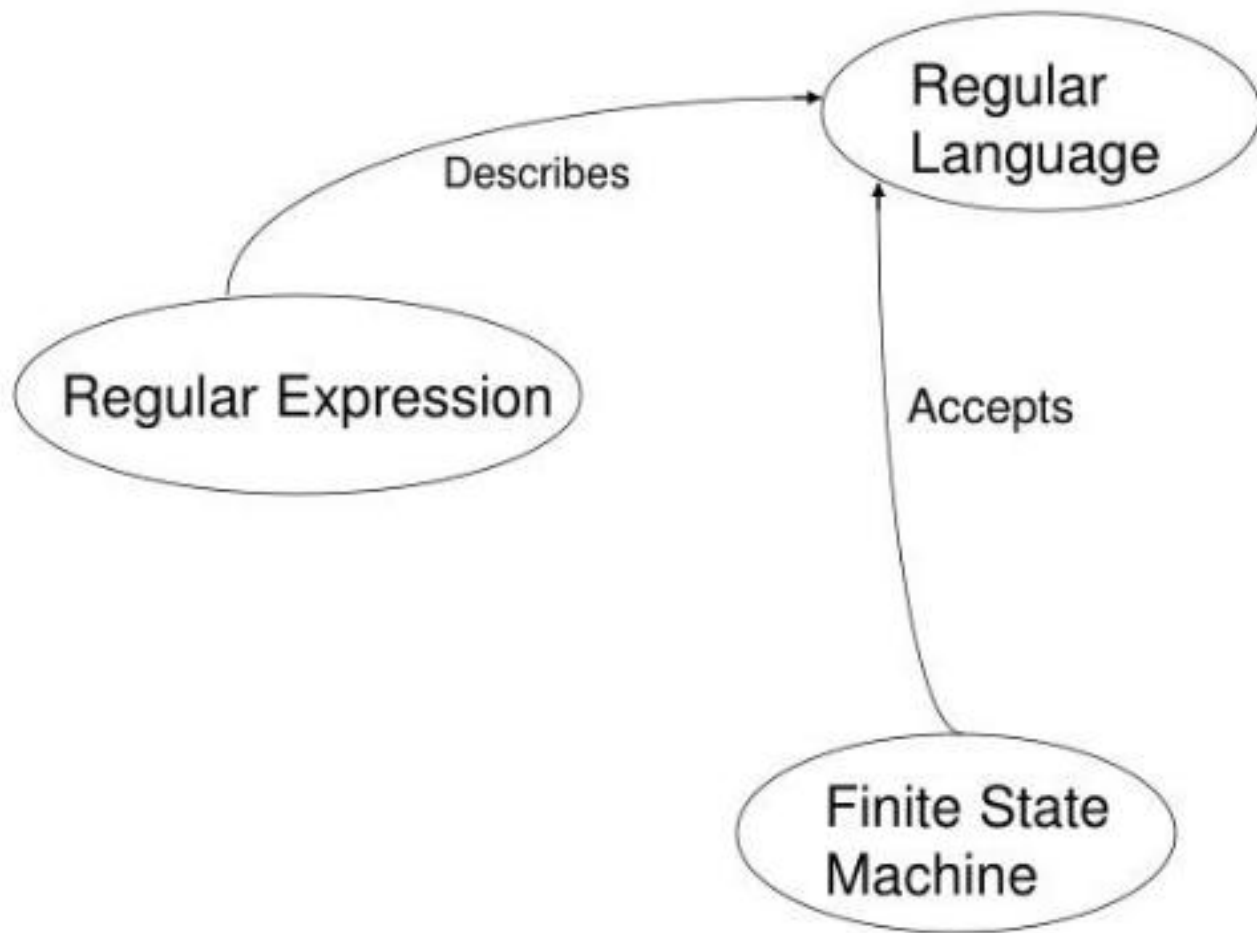 Regular
Language
Describes
Regular Expression
Accepts
Finite State
Machine